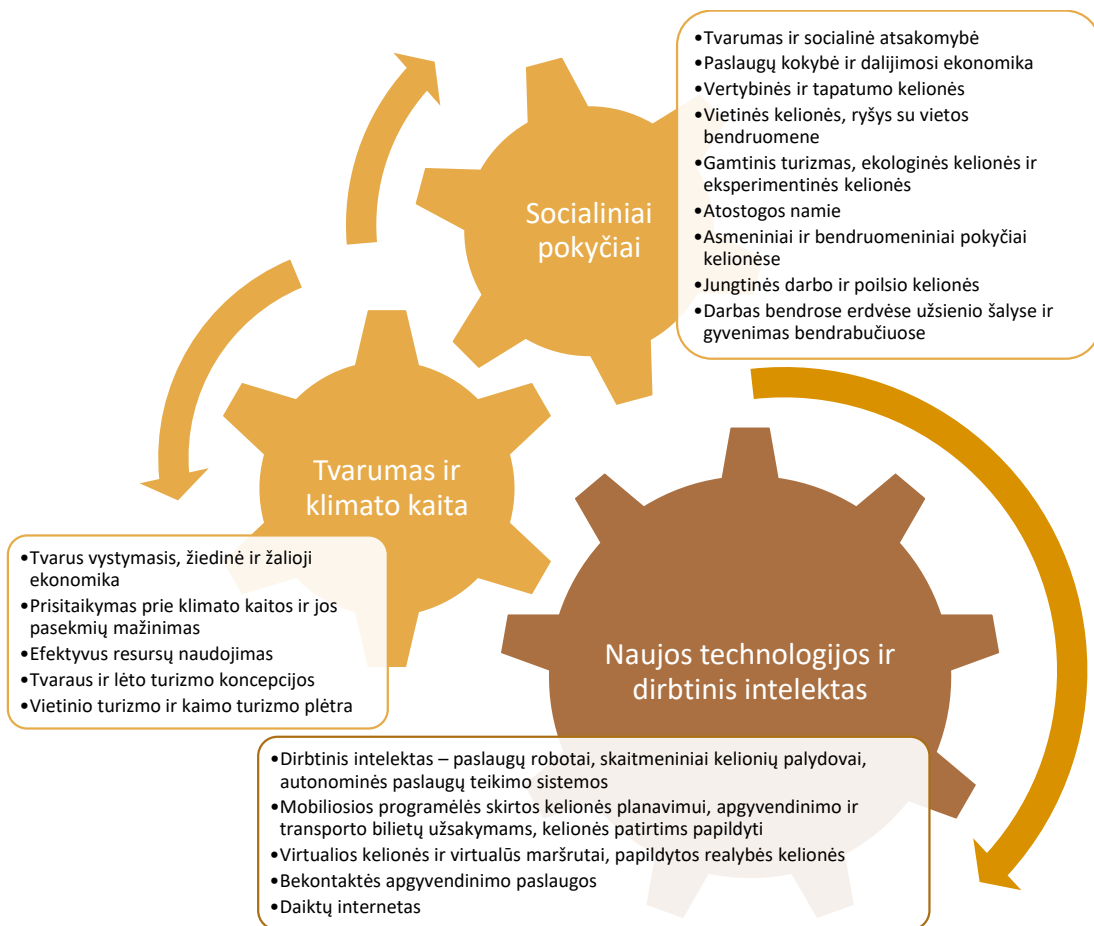 •Tvarumas ir socialinė atsakomybė
•Paslaugų kokybė ir dalijimosi ekonomika
•Vertybinės ir tapatumo kelionės
•Vietinės kelionės, ryšys su vietos
bendruomene
•Gamtinis turizmas, ekologinės kelionės ir
eksperimentinės kelionės
•Atostogos namie
•Asmeniniai ir bendruomeniniai pokyčiai
kelionėse
•Jungtinės darbo ir poilsio kelionės
•Darbas bendrose erdvėse užsienio šalyse ir
gyvenimas bendrabučiuose
Socialiniai
pokyčiai
Tvarumas ir
klimato kaita
•Tvarus vystymasis, žiedinė ir žalioji
ekonomika
•Prisitaikymas prie klimato kaitos ir jos
pasekmių mažinimas
•Efektyvus resursų naudojimas
•Tvaraus ir lėto turizmo koncepcijos
•Vietinio turizmo ir kaimo turizmo plėtra
Naujos technologijos ir
dirbtinis intelektas
•Dirbtinis intelektas – paslaugų robotai, skaitmeniniai kelionių palydovai,
autonominės paslaugų teikimo sistemos
•Mobiliosios programėlės skirtos kelionės planavimui, apgyvendinimo ir
transporto bilietų užsakymams, kelionės patirtims papildyti
•Virtualios kelionės ir virtualūs maršrutai, papildytos realybės kelionės
•Bekontaktės apgyvendinimo paslaugos
•Daiktų internetas